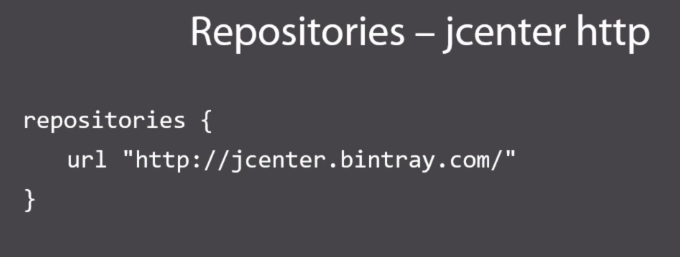 Repositories – jcenter http
repositories {
url "http://jcenter.bintray.com/"
}